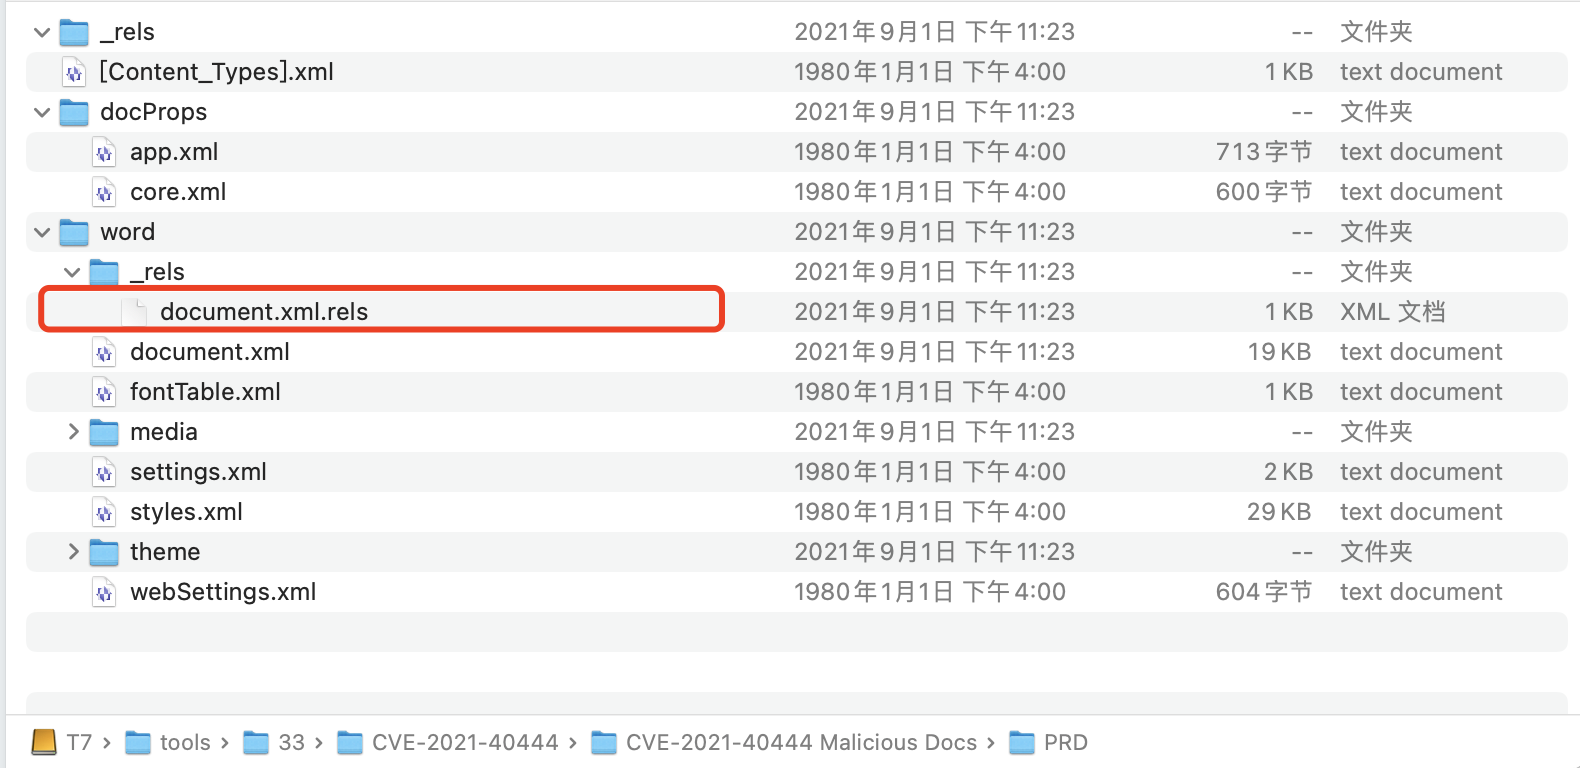 _rels 2021年9月1日 下午11:23 -- 文件夹
[Content_Types].xml 1980年1月1日 下午4:00 1 KB text document
docProps 2021年9月1日 下午11:23 -- 文件夹
app.xml 1980年1月1日 下午4:00 713字节 text document
core.xml 1980年1月1日 下午4:00 600字节 text document
word 2021年9月1日 下午11:23 -- 文件夹
_rels 2021年9月1日 下午11:23 -- 文件夹
document.xml.rels 2021年9月1日 下午11:23 1 KB XML 文档
document.xml 2021年9月1日 下午11:23 19 KB text document
fontTable.xml 1980年1月1日 下午4:00 1 KB text document
media 2021年9月1日 下午11:23 -- 文件夹
settings.xml 1980年1月1日 下午4:00 2 KB text document
styles.xml 1980年1月1日 下午4:00 29 KB text document
theme 2021年9月1日 下午11:23 -- 文件夹
webSettings.xml 1980年1月1日 下午4:00 604字节 text document
T7 › tools › 33 › CVE-2021-40444 › CVE-2021-40444 Malicious Docs › PRD